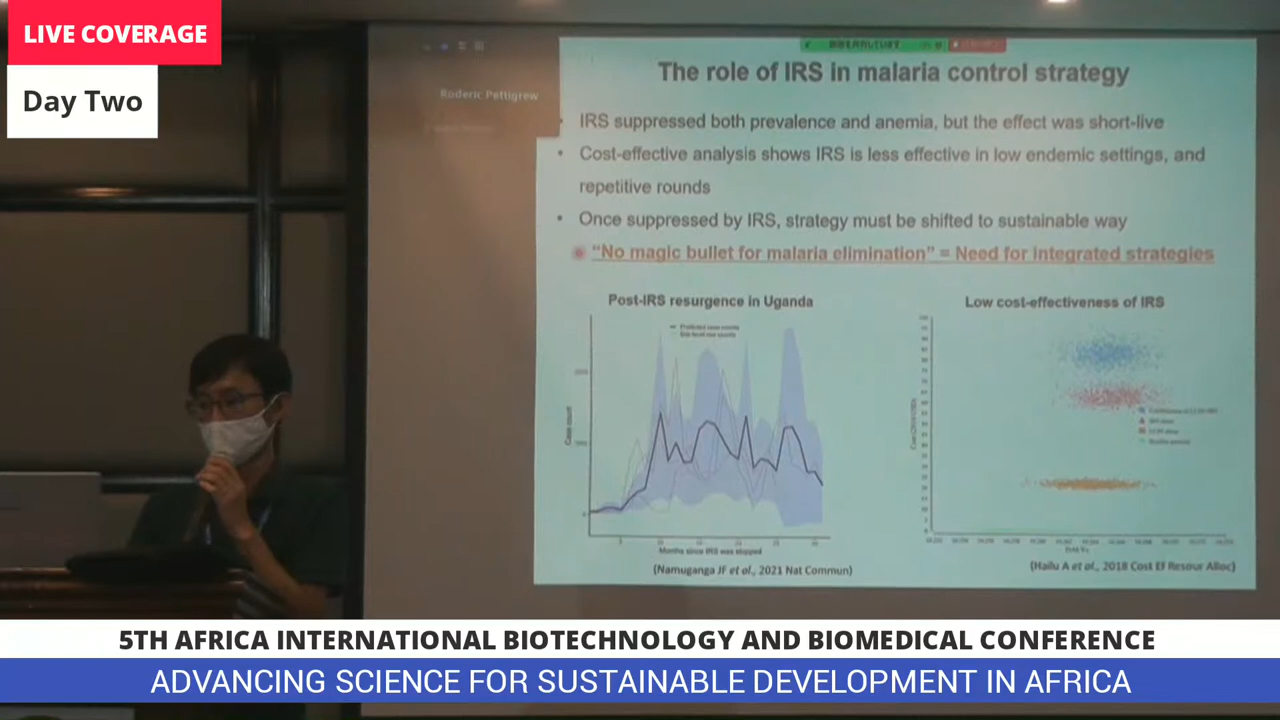 LIVE COVERAGE
Day Two
Roderic Pettigrew
The role of IRS in malaria control strategy
• IRS suppressed both prevalence and anemia, but the effect was short-live
• Cost-effective analysis shows IRS is less effective in low endemic settings, and
repetitive rounds
• Once suppressed by IRS, strategy must be shifted to sustainable way
“No magic bullet for malaria elimination” = Need for integrated strategies
Post-IRS resurgence in Uganda
Case count
Months since IRS was stopped
(Namuganga JF et al., 2021 Nat Commun)
Low cost-effectiveness of IRS
(Hailu A et al., 2018 Cost Ef Resour Alloc)
5TH AFRICA INTERNATIONAL BIOTECHNOLOGY AND BIOMEDICAL CONFERENCE
ADVANCING SCIENCE FOR SUSTAINABLE DEVELOPMENT IN AFRICA